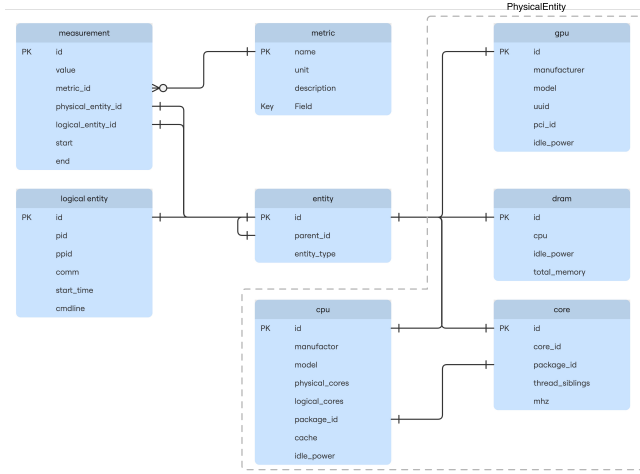 PhysicalEntity
measurement
PK id
value
metric_id
physical_entity_id
logical_entity_id
start
end
metric
PK name
unit
description
Key Field
gpu
PK id
manufacturer
model
uuid
pci_id
idle_power
logical entity
PK id
pid
ppid
comm
start_time
cmdline
entity
PK id
parent_id
entity_type
dram
PK id
cpu
idle_power
total_memory
cpu
PK id
manufactor
model
physical_cores
logical_cores
package_id
cache
idle_power
core
PK id
core_id
package_id
thread_siblings
mhz